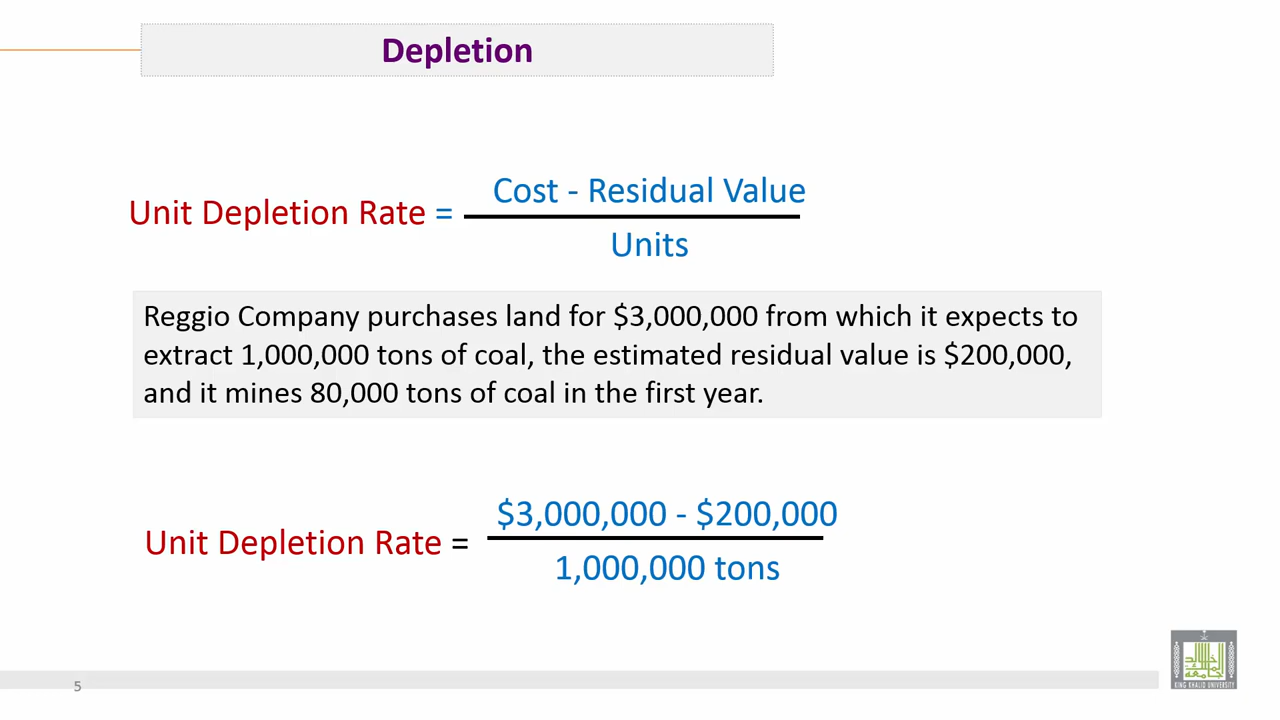 Depletion
Unit Depletion Rate =
Cost - Residual Value
Units
Reggio Company purchases land for $3,000,000 from which it expects to
extract 1,000,000 tons of coal, the estimated residual value is $200,000,
and it mines 80,000 tons of coal in the first year.
Unit Depletion Rate =
$3,000,000 - $200,000
1,000,000 tons
KING KHALID UNIVERSITY
5